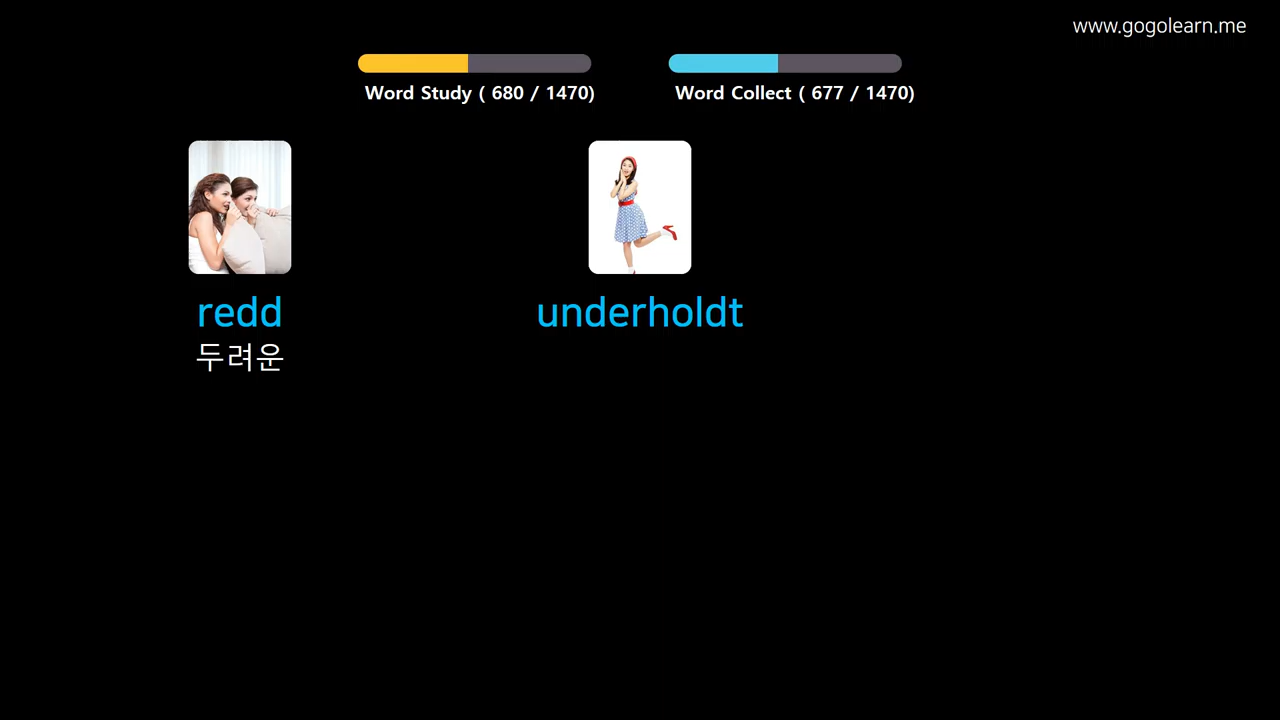 www.gogolearn.me
Word Study ( 680 / 1470)
Word Collect ( 677 / 1470)
redd
두려운
underholdt